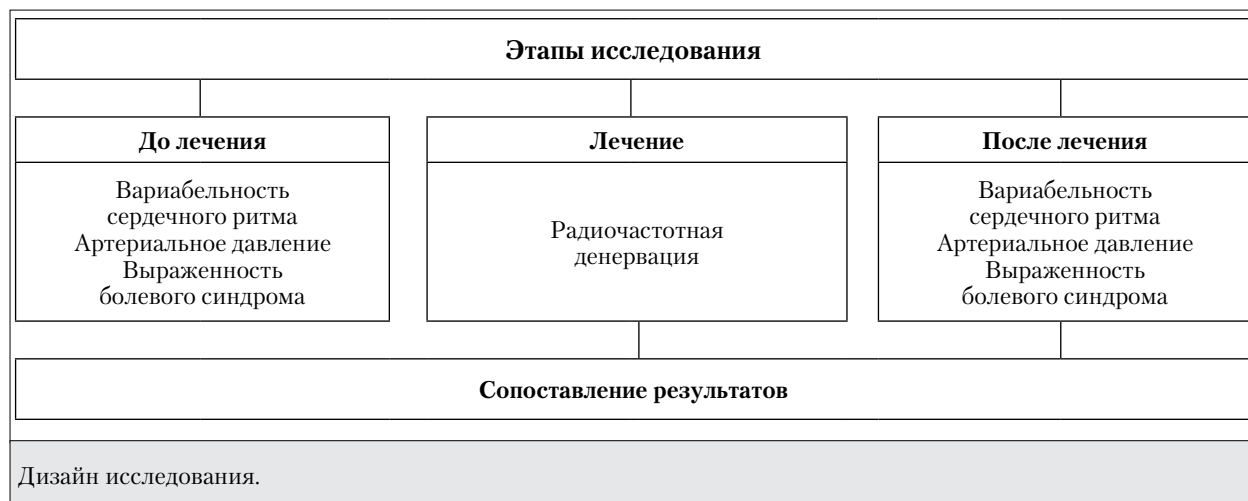 Этапы исследования
До лечения
Вариабельность
сердечного ритма
Артериальное давление
Выраженность
болевого синдрома
Лечение
Радиочастотная
денервация
После лечения
Вариабельность
сердечного ритма
Артериальное давление
Выраженность
болевого синдрома
Сопоставление результатов
Дизайн исследования.